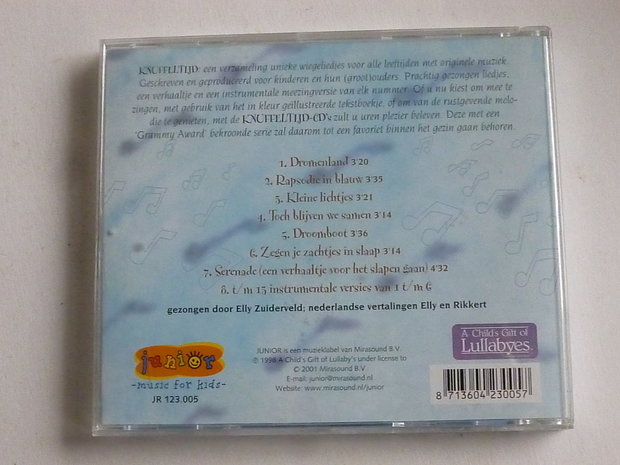 KNUFFELTIJD: een verzameling unieke wiegeliedjes voor alle leeftijden met originele muziek
Geschreven en geproduceerd voor kinderen en hun (groot)ouders. Prachtig gezongen liedjes,
een verhaaltje en een instrumentale meezingversie van elk nummer. Of u nu kiest om mee te
zingen, met gebruik van het in kleur geïllustreerde tekstboekje, of om van de rustgevende melo-
die te genieten, met de KNUFFELTIJD-CD's zult u uren plezier beleven. Deze met een
"Grammy Award" bekroonde serie zal daarom tot een favoriet binnen het gezin gaan behoren.
1. Dromenland 3'20
2. Rapsodie in blauw 3'35
3. Kleine lichtjes 3'21
4. Toch blijven we samen 3'14
5. Droomboot 3'36
6. Zegen je zachtjes in slaap 3'14
7. Serenade (een verhaaltje voor het slapen gaan) 4'32
8. t/m 13 instrumentale versies van 1 t/m 6
gezongen door Elly Zuiderveld; nederlandse vertalingen Elly en Rikkert
junior
-music for kids-
JR 123.005
JUNIOR is een muzieklabel van Mirasound B.V.
© 1998 A Child's Gift of Lullaby's under license to
© 2001 Mirasound B.V
E-mail: junior@mirasound.nl
Website: www.mirasound.nl/junior
A Child's Gift of
Lullabyes
8 713604 230057